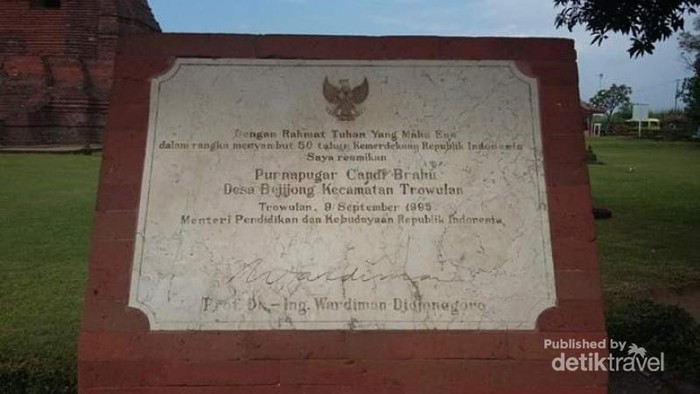 Dengan Rahmat Tuhan Yang Maha Esa
dalam rangka menyambut 50 tahun Kemerdekaan Republik Indonesia
Saya resmikan
Purnapugar Candi Brahu
Desa Bejijong Kecamatan Trowulan
Trowulan, 9 September 1995
Menteri Pendidikan dan Kebudayaan Republik Indonesia
Wardiman
Prof. Dr.-Ing. Wardiman Djojonegoro
Published by
detiktravel